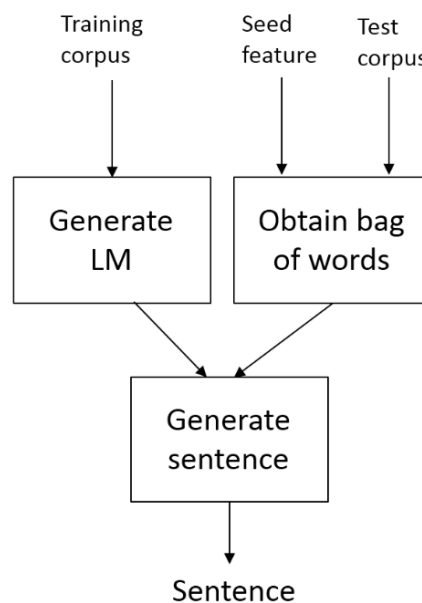 Training
corpus
Seed
feature
Test
corpus
Generate
LM
Obtain bag
of words
Generate
sentence
Sentence